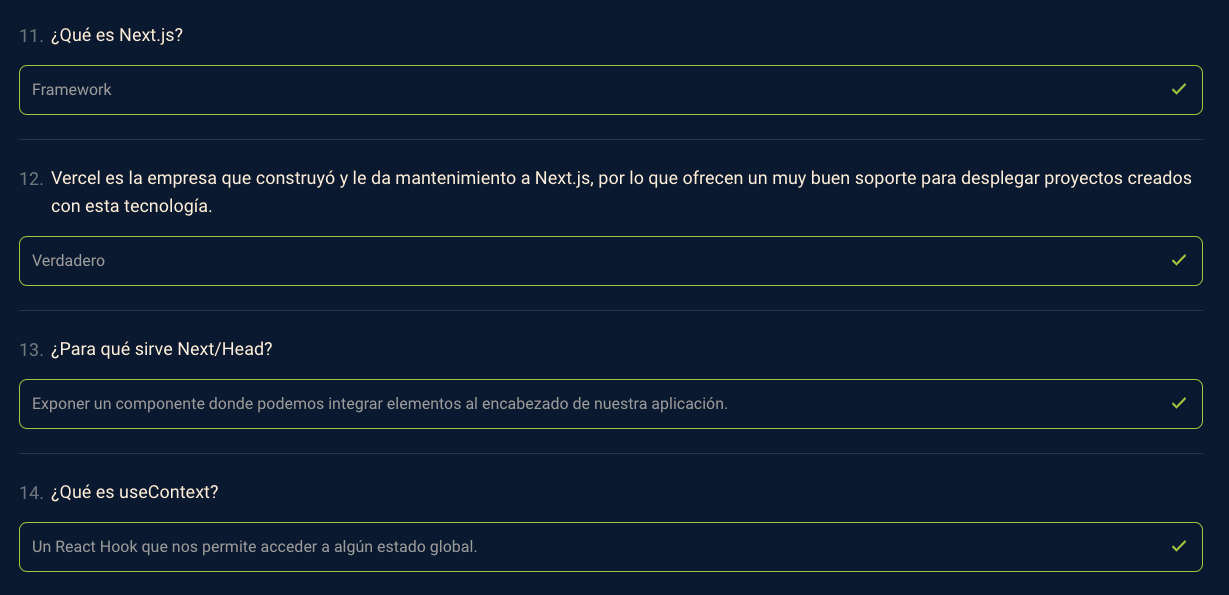 11. ¿Qué es Next.js?
Framework
12. Vercel es la empresa que construyó y le da mantenimiento a Next.js, por lo que ofrecen un muy buen soporte para desplegar proyectos creados
con esta tecnología.
Verdadero
13. ¿Para qué sirve Next/Head?
Exponer un componente donde podemos integrar elementos al encabezado de nuestra aplicación.
14. ¿Qué es useContext?
Un React Hook que nos permite acceder a algún estado global.